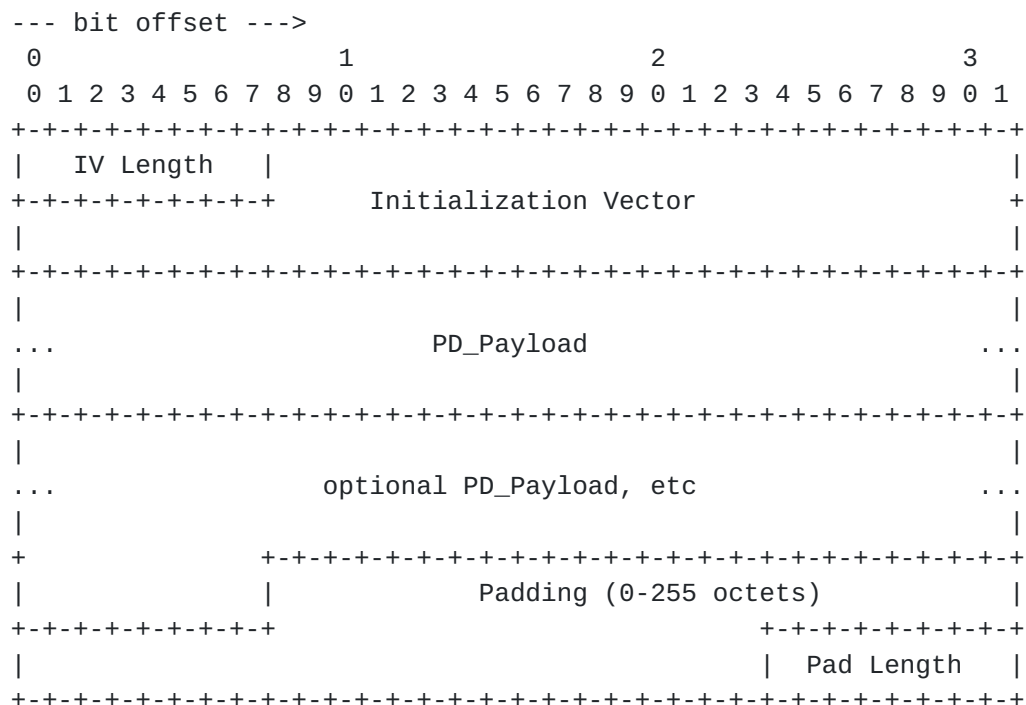 --- bit offset --->
 0                   1                   2                   3
 0 1 2 3 4 5 6 7 8 9 0 1 2 3 4 5 6 7 8 9 0 1 2 3 4 5 6 7 8 9 0 1
+-+-+-+-+-+-+-+-+-+-+-+-+-+-+-+-+-+-+-+-+-+-+-+-+-+-+-+-+-+-+-+-+
|   IV Length   |                                               |
+-+-+-+-+-+-+-+-+      Initialization Vector                    +
|                                                               |
+-+-+-+-+-+-+-+-+-+-+-+-+-+-+-+-+-+-+-+-+-+-+-+-+-+-+-+-+-+-+-+-+
|                                                               |
...                        PD_Payload                         ...
|                                                               |
+-+-+-+-+-+-+-+-+-+-+-+-+-+-+-+-+-+-+-+-+-+-+-+-+-+-+-+-+-+-+-+-+
|                                                               |
...                 optional PD_Payload, etc                  ...
|                                                               |
+               +-+-+-+-+-+-+-+-+-+-+-+-+-+-+-+-+-+-+-+-+-+-+-+-+
|               |             Padding (0-255 octets)            |
+-+-+-+-+-+-+-+-+                               +-+-+-+-+-+-+-+-+
|                                               |  Pad Length   |
+-+-+-+-+-+-+-+-+-+-+-+-+-+-+-+-+-+-+-+-+-+-+-+-+-+-+-+-+-+-+-+-+